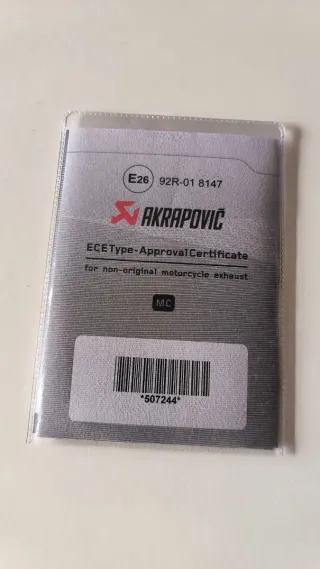 E26 92R-01 8147
AKRAPOVIČ
ECE Type-Approval Certificate
for non-original motorcycle exhaust
MC
*507244*